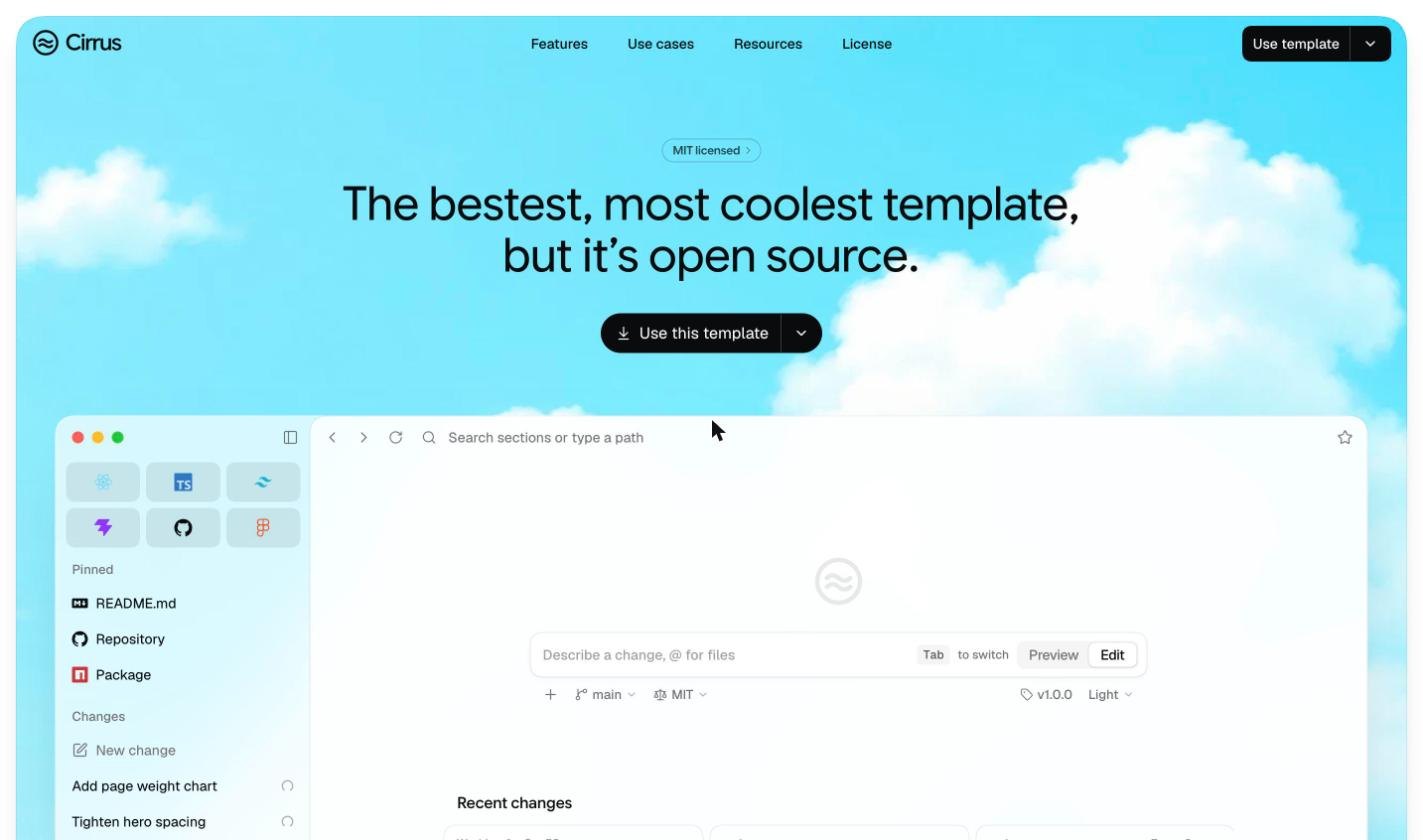 Cirrus
Features
Use cases
Resources
License
Use template
MIT licensed
The bestest, most coolest template,
but it’s open source.
Use this template
Search sections or type a path
TS
Pinned
README.md
Repository
Package
Changes
New change
Add page weight chart
Tighten hero spacing
Describe a change, @ for files
Tab to switch
Preview
Edit
main
MIT
v1.0.0
Light
Recent changes